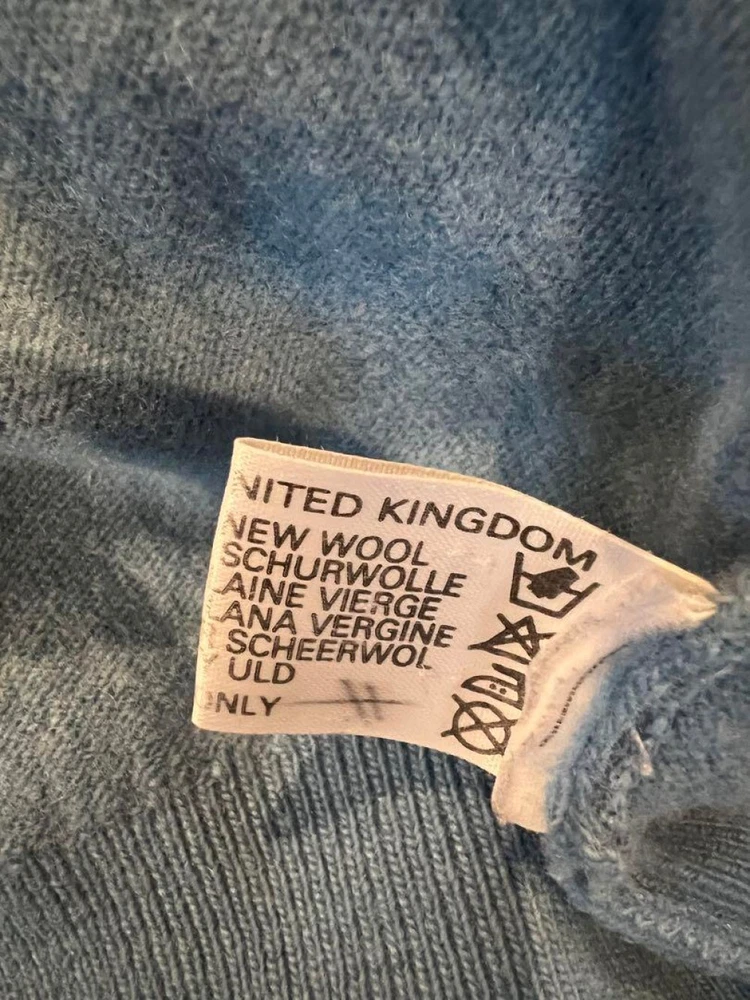 NITED KINGDOM
NEW WOOL
SCHURWOLLE
AINE VIERGE
ANA VERGINE
SCHEERWOL
ULD
NLY